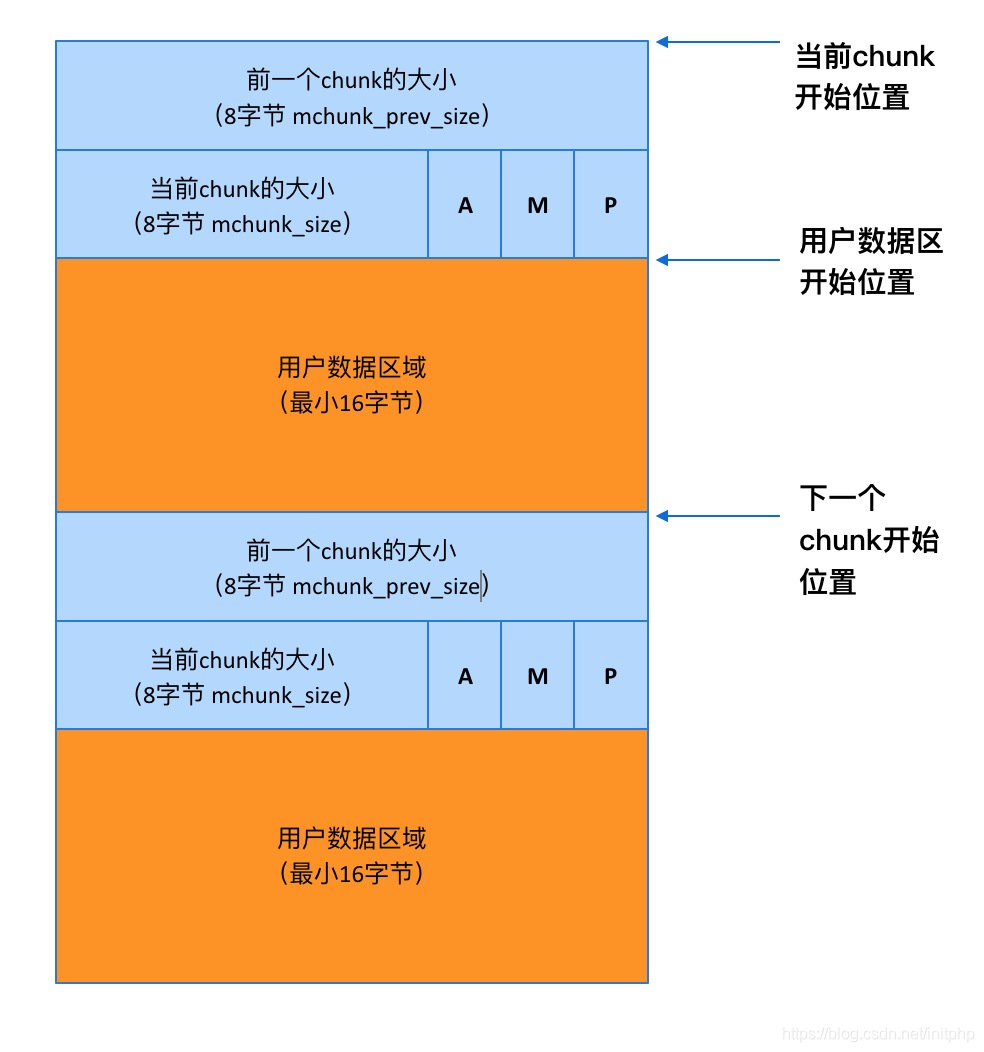 前一个chunk的大小
（8字节 mchunk_prev_size）
当前chunk
开始位置
当前chunk的大小
（8字节 mchunk_size）
A
M
P
用户数据区
开始位置
用户数据区域
（最小16字节）
下一个
chunk开始
位置
前一个chunk的大小
（8字节 mchunk_prev_size）
当前chunk的大小
（8字节 mchunk_size）
A
M
P
用户数据区域
（最小16字节）
https://blog.csdn.net/initphp